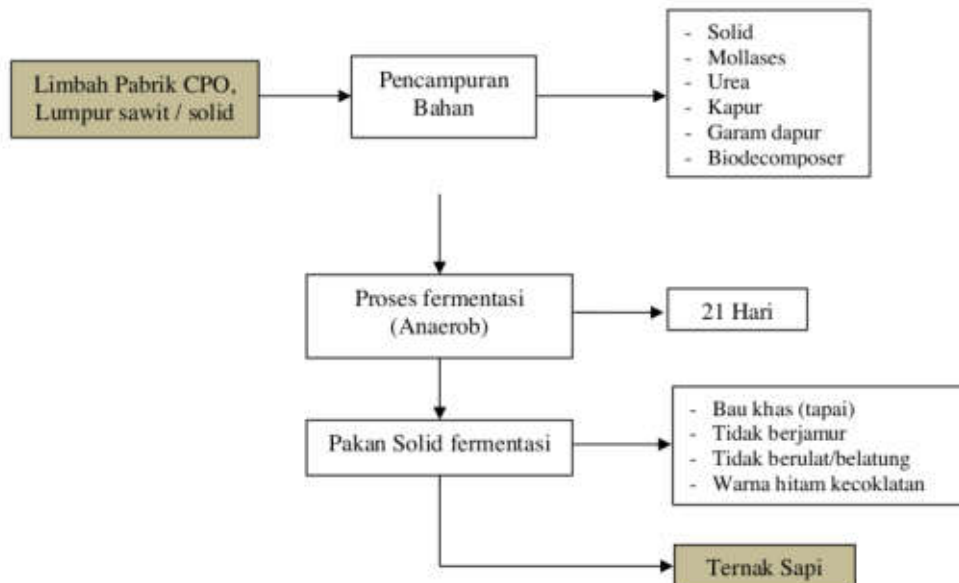 Limbah Pabrik CPO,
Lumpur sawit / solid
Pencampuran
Bahan
- Solid
- Mollases
- Urea
- Kapur
- Garam dapur
- Biodecomposer
Proses fermentasi
(Anaerob)
21 Hari
Pakan Solid fermentasi
- Bau khas (tapai)
- Tidak berjamur
- Tidak berulat/belatung
- Warna hitam kecoklatan
Ternak Sapi